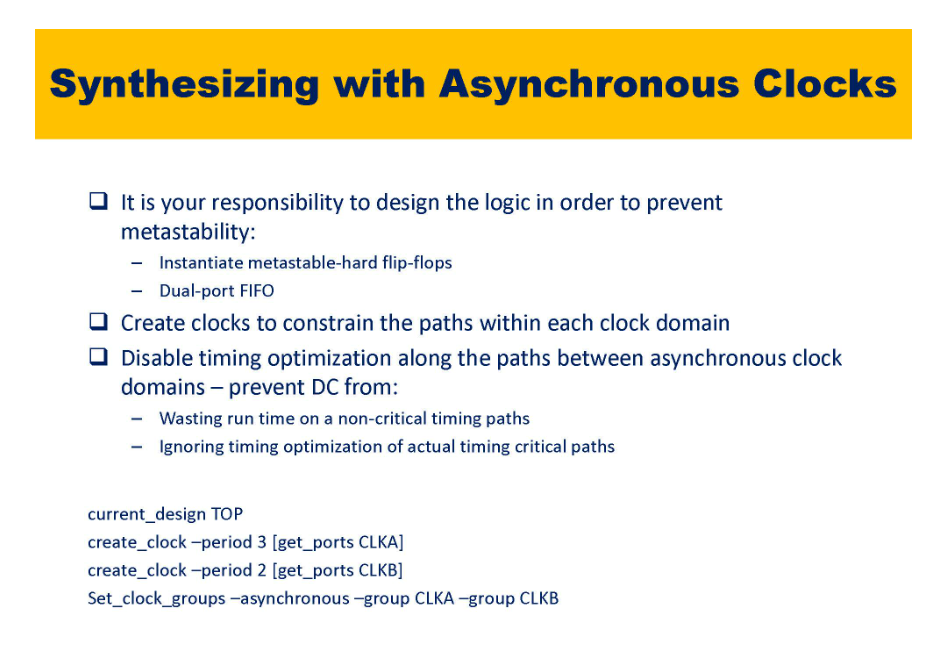 Synthesizing with Asynchronous Clocks
❑ It is your responsibility to design the logic in order to prevent
metastability:
– Instantiate metastable-hard flip-flops
– Dual-port FIFO
❑ Create clocks to constrain the paths within each clock domain
❑ Disable timing optimization along the paths between asynchronous clock
domains – prevent DC from:
– Wasting run time on a non-critical timing paths
– Ignoring timing optimization of actual timing critical paths
current_design TOP
create_clock –period 3 [get_ports CLKA]
create_clock –period 2 [get_ports CLKB]
Set_clock_groups –asynchronous –group CLKA –group CLKB